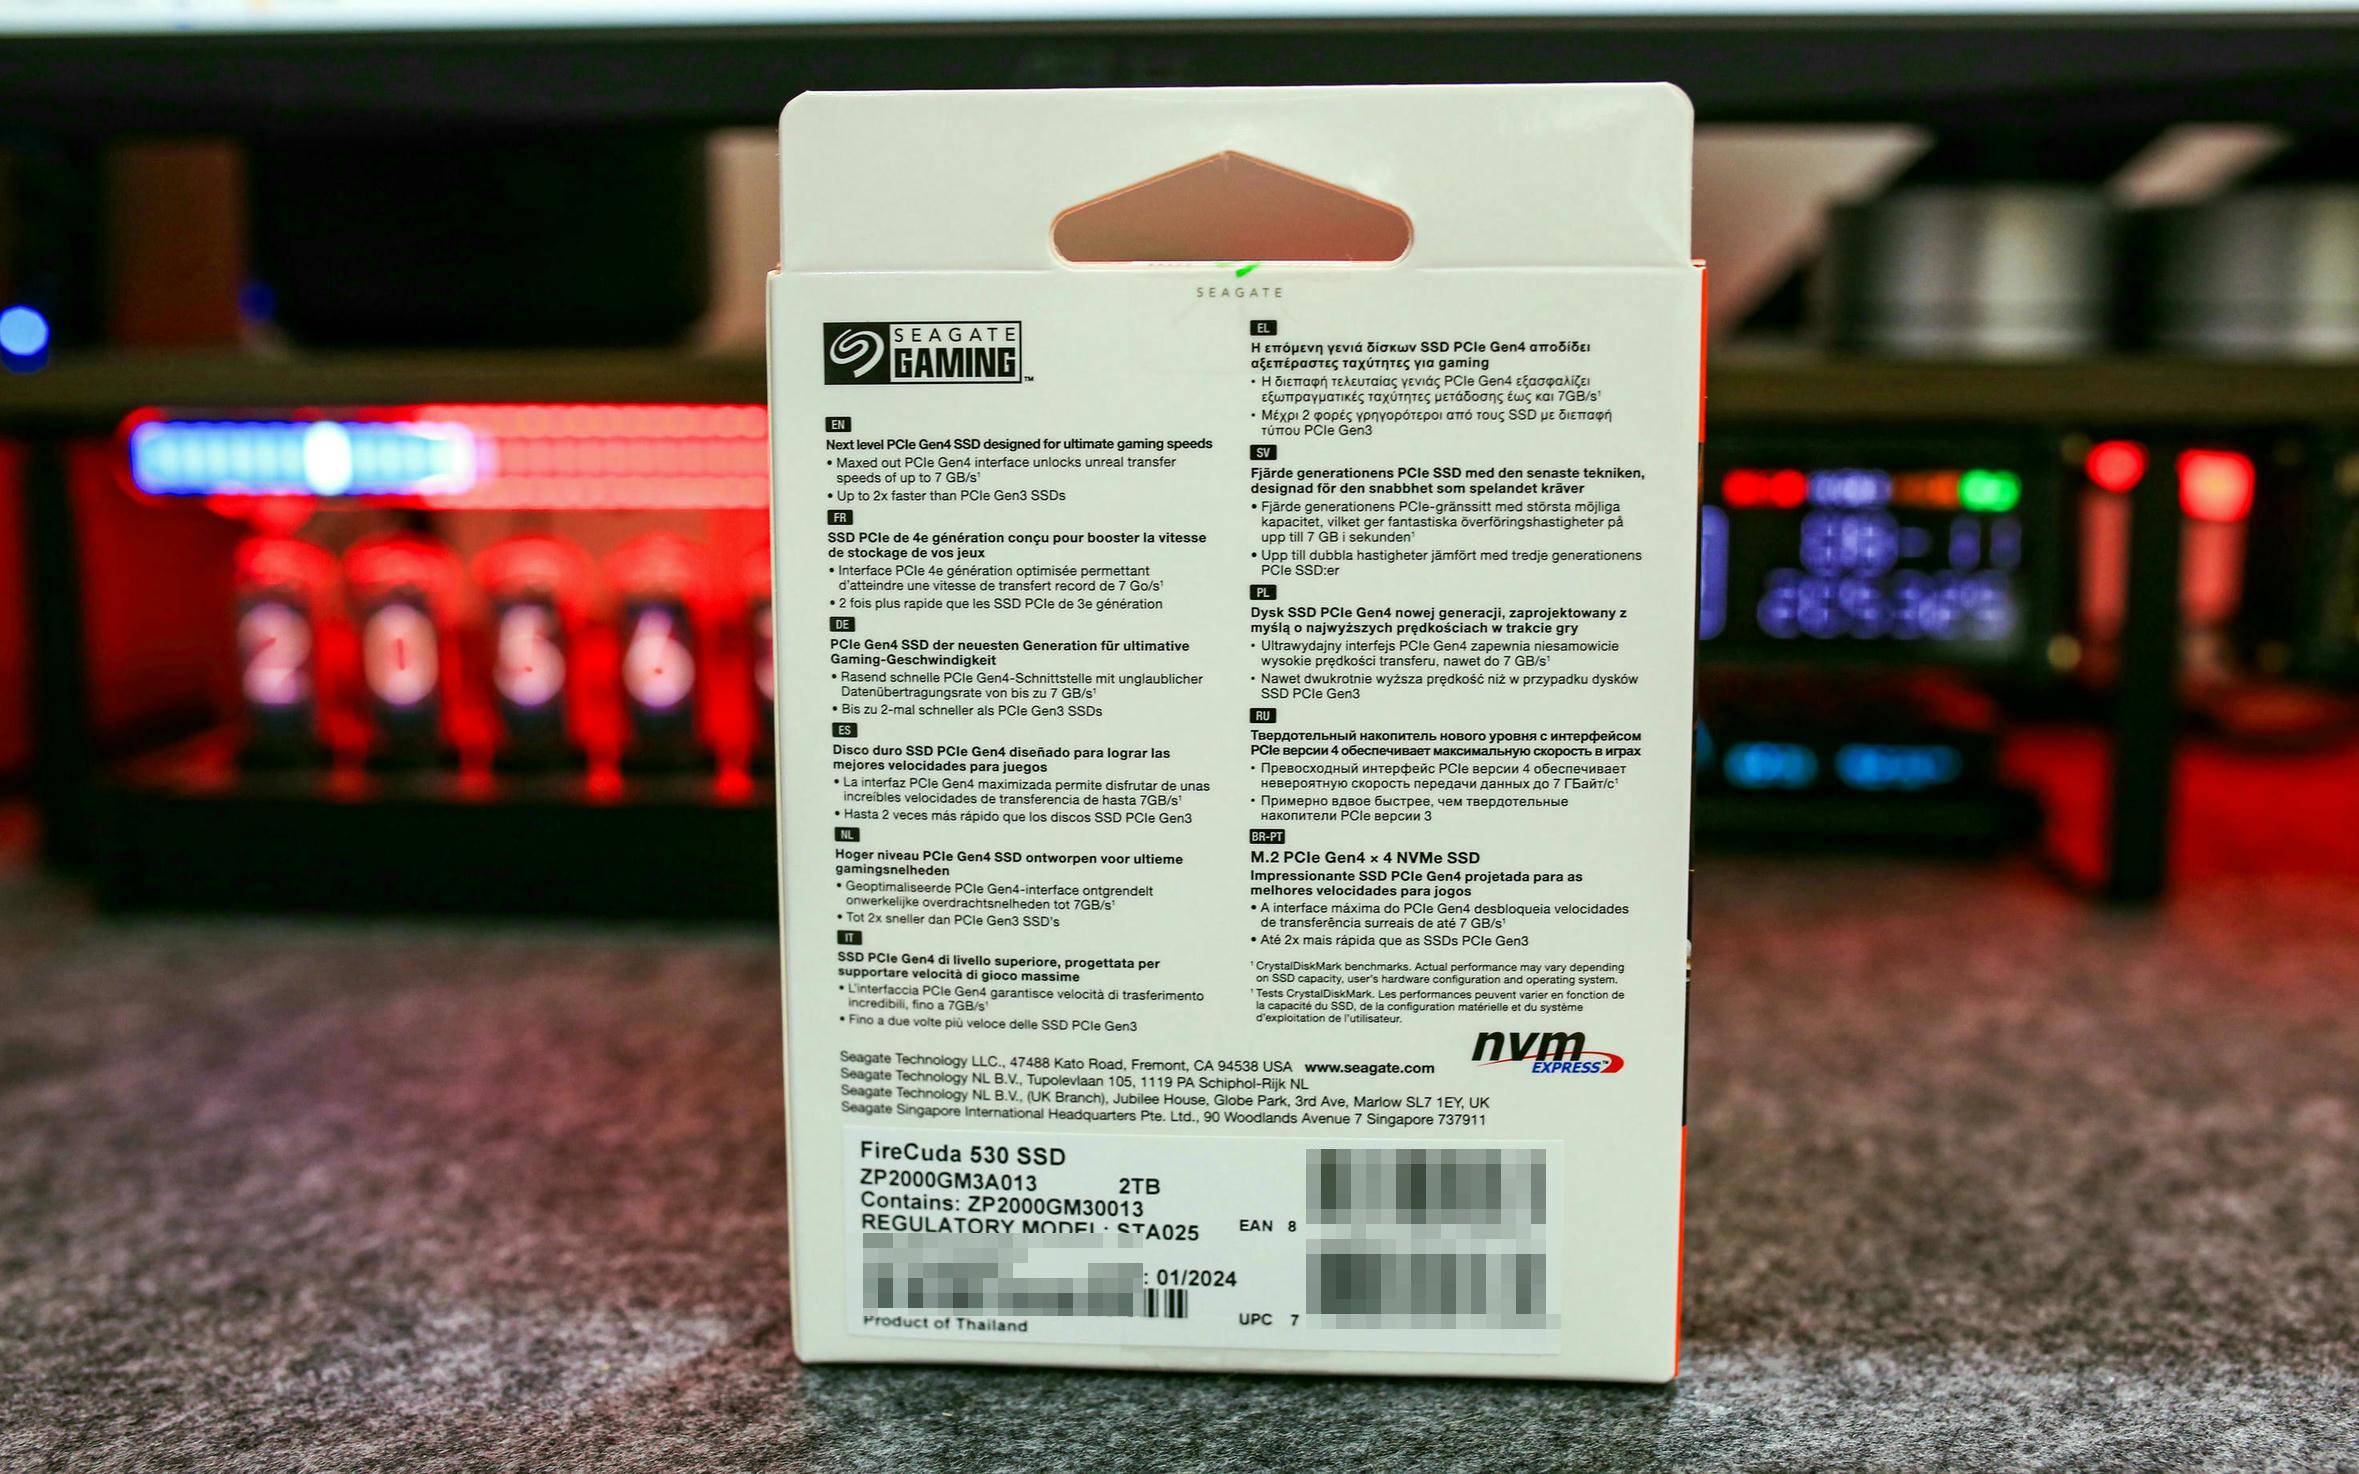 SEAGATE
SEAGATE
GAMING™
EN
Next level PCIe Gen4 SSD designed for ultimate gaming speeds
• Maxed out PCIe Gen4 interface unlocks unreal transfer
speeds of up to 7 GB/s¹
• Up to 2x faster than PCIe Gen3 SSDs
FR
SSD PCIe de 4e génération conçu pour booster la vitesse
de stockage de vos jeux
• Interface PCIe 4e génération optimisée permettant
d'atteindre une vitesse de transfert record de 7 Go/s¹
• 2 fois plus rapide que les SSD PCIe de 3e génération
DE
PCIe Gen4 SSD der neuesten Generation für ultimative
Gaming-Geschwindigkeit
• Rasend schnelle PCIe Gen4-Schnittstelle mit unglaublicher
Datenübertragungsrate von bis zu 7 GB/s¹
• Bis zu 2-mal schneller als PCIe Gen3 SSDs
ES
Disco duro SSD PCIe Gen4 diseñado para lograr las
mejores velocidades para juegos
• La interfaz PCIe Gen4 maximizada permite disfrutar de unas
increíbles velocidades de transferencia de hasta 7GB/s¹
• Hasta 2 veces más rápido que los discos SSD PCIe Gen3
NL
Hoger niveau PCIe Gen4 SSD ontworpen voor ultieme
gamingsnelheden
• Geoptimaliseerde PCIe Gen4-interface ontgrendelt
onwerkelijke overdrachtsnelheden tot 7GB/s¹
• Tot 2x sneller dan PCIe Gen3 SSD's
IT
SSD PCIe Gen4 di livello superiore, progettata per
supportare velocità di gioco massime
• L'interfaccia PCIe Gen4 garantisce velocità di trasferimento
incredibili, fino a 7GB/s¹
• Fino a due volte più veloce delle SSD PCIe Gen3
EL
Η επόμενη γενιά δίσκων SSD PCIe Gen4 αποδίδει
αξεπέραστες ταχύτητες για gaming
• Η διεπαφή τελευταίας γενιάς PCIe Gen4 εξασφαλίζει
εξωπραγματικές ταχύτητες μετάδοσης έως και 7GB/s¹
• Μέχρι 2 φορές γρηγορότεροι από τους SSD με διεπαφή
τύπου PCIe Gen3
SV
Fjärde generationens PCIe SSD med den senaste tekniken,
designad för den snabbhet som spelandet kräver
• Fjärde generationens PCIe-gränssitt med största möjliga
kapacitet, vilket ger fantastiska överföringshastigheter på
upp till 7 GB i sekunden¹
• Upp till dubbla hastigheter jämfört med tredje generationens
PCIe SSD:er
PL
Dysk SSD PCIe Gen4 nowej generacji, zaprojektowany z
myślą o najwyższych prędkościach w trakcie gry
• Ultrawydajny interfejs PCIe Gen4 zapewnia niesamowicie
wysokie prędkości transferu, nawet do 7 GB/s¹
• Nawet dwukrotnie wyższa prędkość niż w przypadku dysków
SSD PCIe Gen3
RU
Твердотельный накопитель нового уровня с интерфейсом
PCIe версии 4 обеспечивает максимальную скорость в играх
• Превосходный интерфейс PCIe версии 4 обеспечивает
невероятную скорость передачи данных до 7 ГБайт/с¹
• Примерно вдвое быстрее, чем твердотельные
накопители PCIe версии 3
BR-PT
M.2 PCIe Gen4 × 4 NVMe SSD
Impressionante SSD PCIe Gen4 projetada para as
melhores velocidades para jogos
• A interface máxima do PCIe Gen4 desbloqueia velocidades
de transferência surreais de até 7 GB/s¹
• Até 2x mais rápida que as SSDs PCIe Gen3
¹ CrystalDiskMark benchmarks. Actual performance may vary depending
on SSD capacity, user's hardware configuration and operating system.
¹ Tests CrystalDiskMark. Les performances peuvent varier en fonction de
la capacité du SSD, de la configuration matérielle et du système
d'exploitation de l'utilisateur.
nvm
EXPRESS™
Seagate Technology LLC., 47488 Kato Road, Fremont, CA 94538 USA www.seagate.com
Seagate Technology NL B.V., Tupolevlaan 105, 1119 PA Schiphol-Rijk NL
Seagate Technology NL B.V., (UK Branch), Jubilee House, Globe Park, 3rd Ave, Marlow SL7 1EY, UK
Seagate Singapore International Headquarters Pte. Ltd., 90 Woodlands Avenue 7 Singapore 737911
FireCuda 530 SSD
ZP2000GM3A013 2TB
Contains: ZP2000GM30013
REGULATORY MODEL: STA025
: 01/2024
Product of Thailand
EAN 8
UPC 7